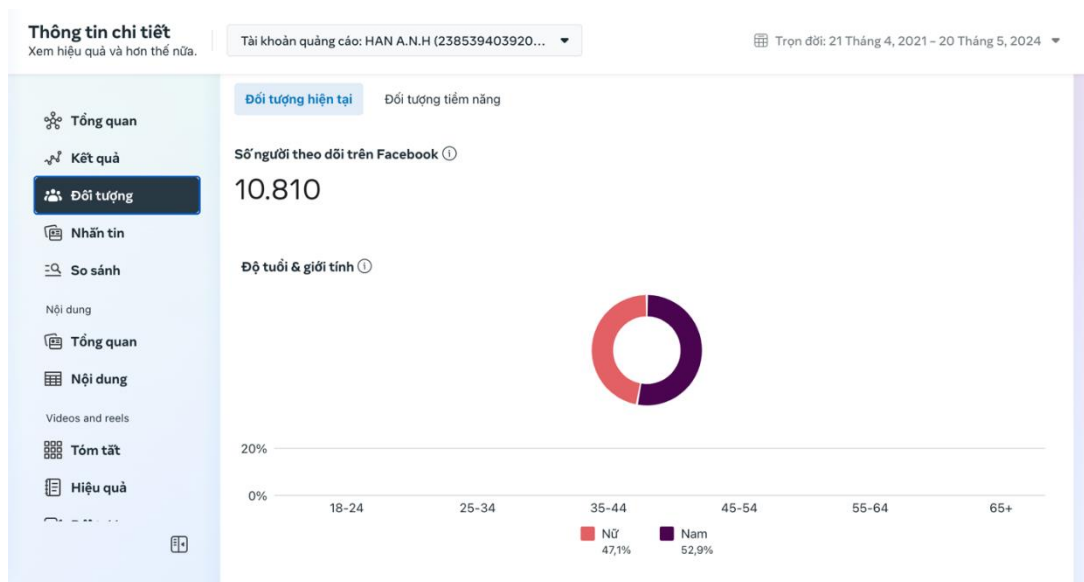 Thông tin chi tiết
Xem hiệu quả và hơn thế nữa.
Tài khoản quảng cáo: HAN A.N.H (238539403920...
Trọn đời: 21 Tháng 4, 2021 – 20 Tháng 5, 2024
Tổng quan
Kết quả
Đối tượng
Nhắn tin
So sánh
Nội dung
Tổng quan
Nội dung
Videos and reels
Tóm tắt
Hiệu quả
Đối tượng hiện tại
Đối tượng tiềm năng
Số người theo dõi trên Facebook
10.810
Độ tuổi & giới tính
20%
0%
18-24 25-34 35-44 45-54 55-64 65+
Nữ Nam
47,1% 52,9%